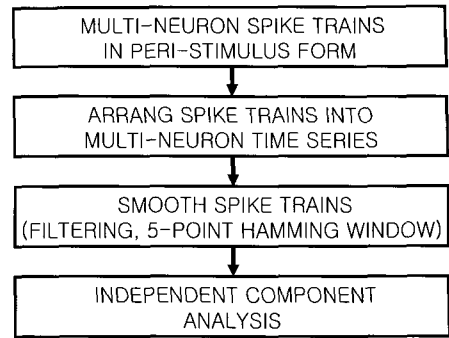 MULTI-NEURON SPIKE TRAINS
IN PERI-STIMULUS FORM
ARRANG SPIKE TRAINS INTO
MULTI-NEURON TIME SERIES
SMOOTH SPIKE TRAINS
(FILTERING, 5-POINT HAMMING WINDOW)
INDEPENDENT COMPONENT
ANALYSIS